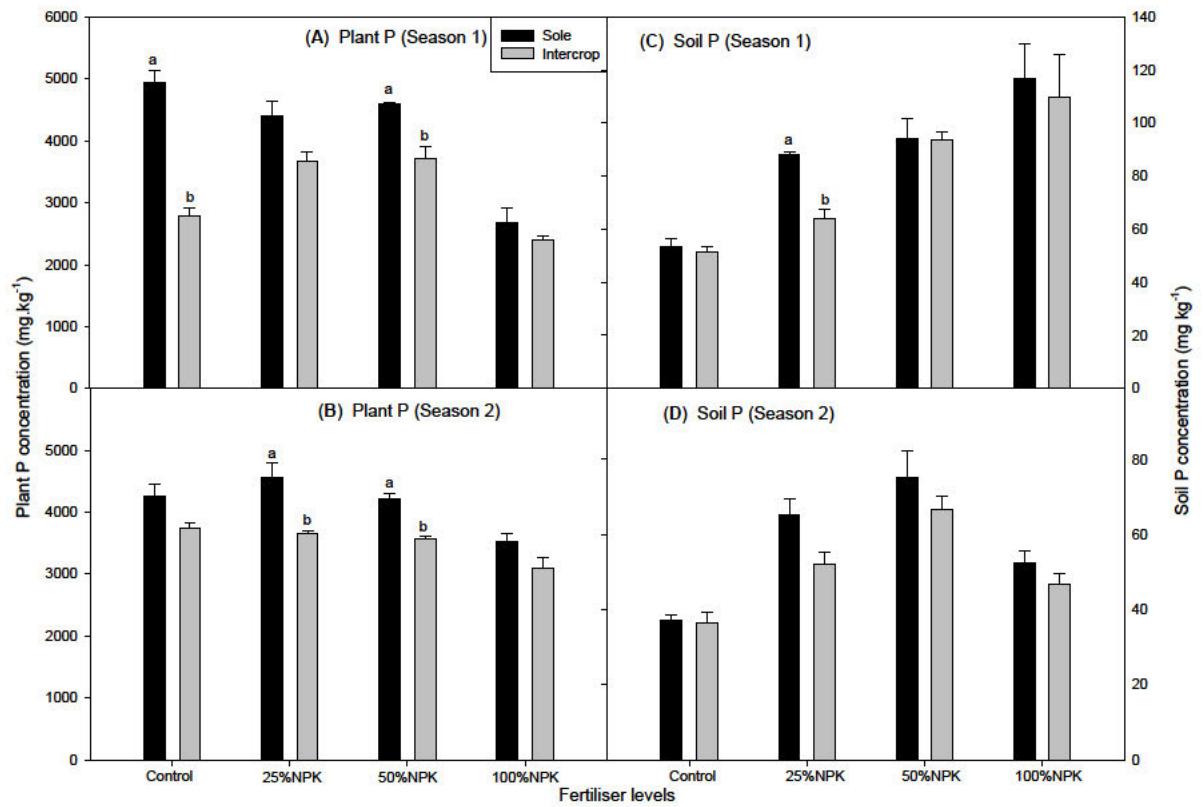 (A) Plant P (Season 1)
Sole
Intercrop
6000
5000
4000
3000
2000
1000
0
a
b
a
b
(C) Soil P (Season 1)
140
120
100
80
60
40
20
0
a
b
(B) Plant P (Season 2)
5000
4000
3000
2000
1000
0
a
b
a
b
(D) Soil P (Season 2)
80
60
40
20
0
Plant P concentration (mg.kg⁻¹)
Soil P concentration (mg kg⁻¹)
Control 25%NPK 50%NPK 100%NPK Control 25%NPK 50%NPK 100%NPK
Fertiliser levels